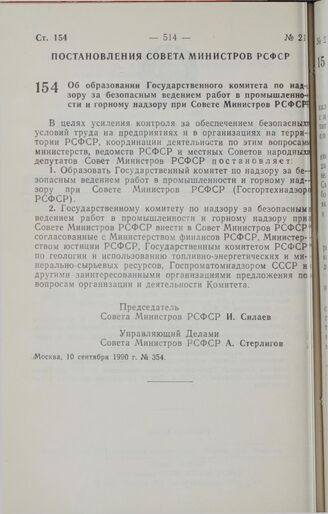 Ст. 154 — 514 — № 21
ПОСТАНОВЛЕНИЯ СОВЕТА МИНИСТРОВ РСФСР
154 Об образовании Государственного комитета по над-
зору за безопасным ведением работ в промышленно-
сти и горному надзору при Совете Министров РСФСР
В целях усиления контроля за обеспечением безопасных
условий труда на предприятиях и в организациях на терри-
тории РСФСР, координации деятельности по этим вопросам
министерств, ведомств РСФСР и местных Советов народных
депутатов Совет Министров РСФСР постановляет:
1. Образовать Государственный комитет по надзору за бе-
зопасным ведением работ в промышленности и горному над-
зору при Совете Министров РСФСР (Госгортехнадзор
РСФСР).
2. Государственному комитету по надзору за безопасным
ведением работ в промышленности и горному надзору при
Совете Министров РСФСР внести в Совет Министров РСФСР
согласованные с Министерством финансов РСФСР, Министер-
ством юстиции РСФСР, Государственным комитетом РСФСР
по геологии и использованию топливно-энергетических и ми-
нерально-сырьевых ресурсов, Госпроматомнадзором СССР и
другими заинтересованными организациями предложения по
вопросам организации и деятельности Комитета.
Председатель
Совета Министров РСФСР И. Силаев
Управляющий Делами
Совета Министров РСФСР А. Стерлигов
Москва, 10 сентября 1990 г. № 354.